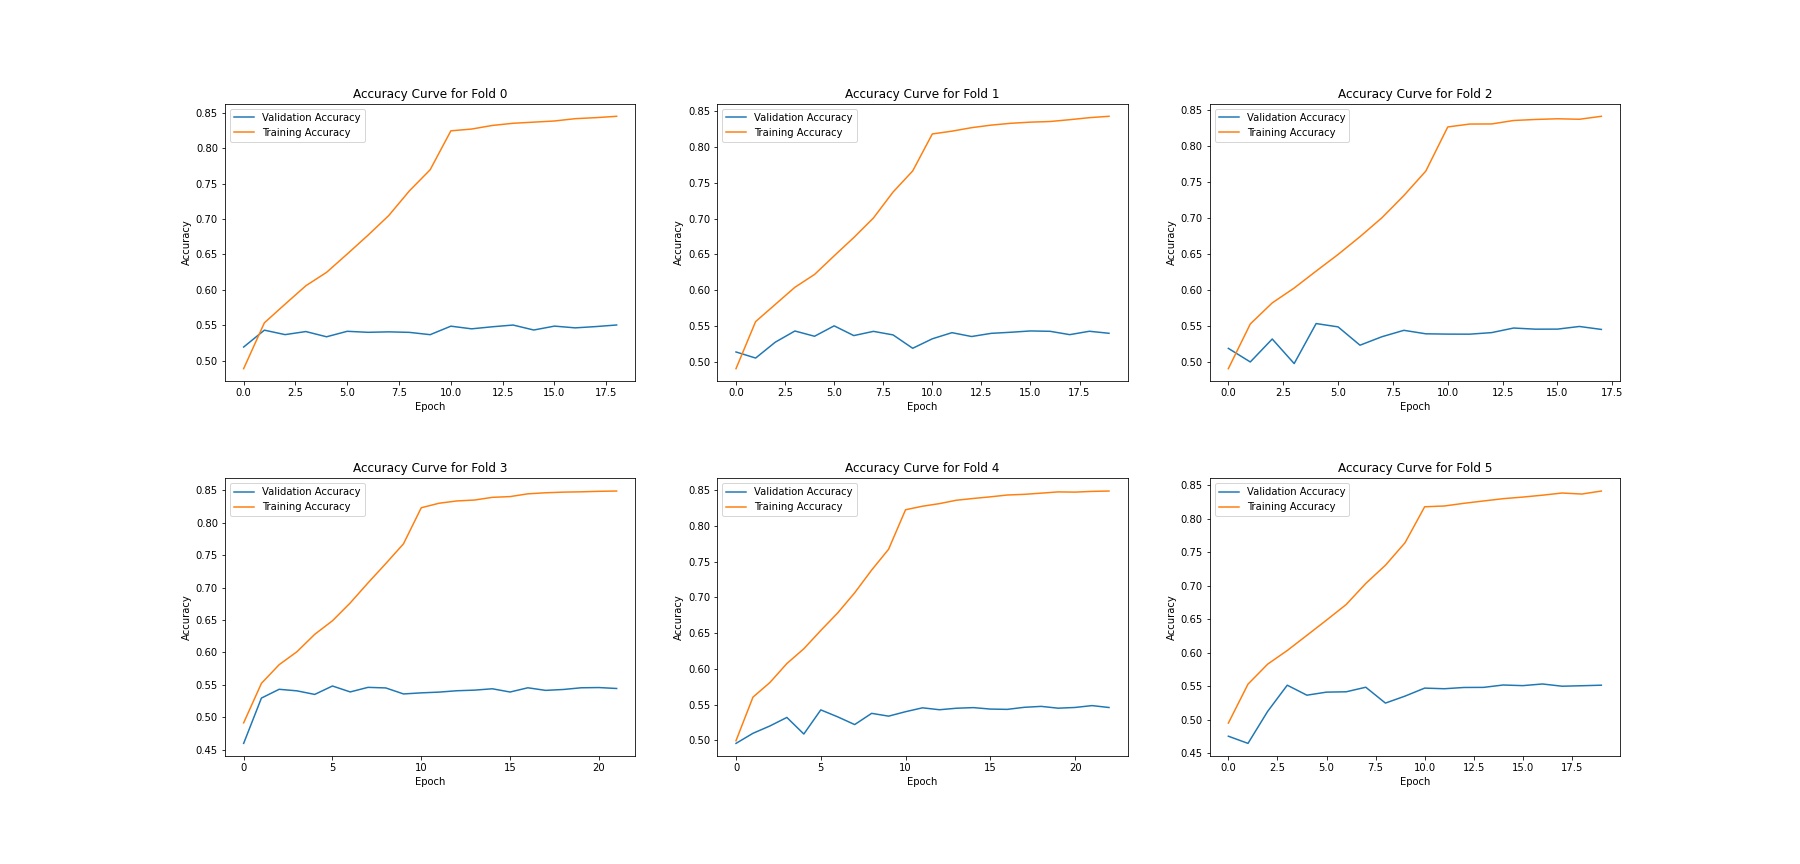 Accuracy Curve for Fold 0
0.85
0.80
0.75
0.70
0.65
0.60
0.55
0.50
Accuracy
Validation Accuracy
Training Accuracy
0.0 2.5 5.0 7.5 10.0 12.5 15.0 17.5
Epoch
Accuracy Curve for Fold 1
0.85
0.80
0.75
0.70
0.65
0.60
0.55
0.50
Accuracy
Validation Accuracy
Training Accuracy
0.0 2.5 5.0 7.5 10.0 12.5 15.0 17.5
Epoch
Accuracy Curve for Fold 2
0.85
0.80
0.75
0.70
0.65
0.60
0.55
0.50
Accuracy
Validation Accuracy
Training Accuracy
0.0 2.5 5.0 7.5 10.0 12.5 15.0 17.5
Epoch
Accuracy Curve for Fold 3
0.85
0.80
0.75
0.70
0.65
0.60
0.55
0.50
0.45
Accuracy
Validation Accuracy
Training Accuracy
0 5 10 15 20
Epoch
Accuracy Curve for Fold 4
0.85
0.80
0.75
0.70
0.65
0.60
0.55
0.50
Accuracy
Validation Accuracy
Training Accuracy
0 5 10 15 20
Epoch
Accuracy Curve for Fold 5
0.85
0.80
0.75
0.70
0.65
0.60
0.55
0.50
0.45
Accuracy
Validation Accuracy
Training Accuracy
0.0 2.5 5.0 7.5 10.0 12.5 15.0 17.5
Epoch